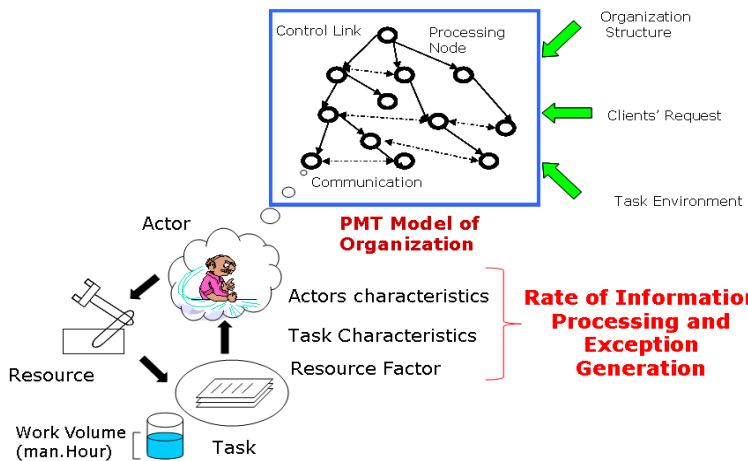 Control Link
Processing
Node
Organization
Structure
Clients' Request
Communication
Task Environment
Actor
PMT Model of
Organization
Actors characteristics
Task Characteristics
Resource Factor
Rate of Information
Processing and
Exception
Generation
Resource
Work Volume
(man.Hour)
Task